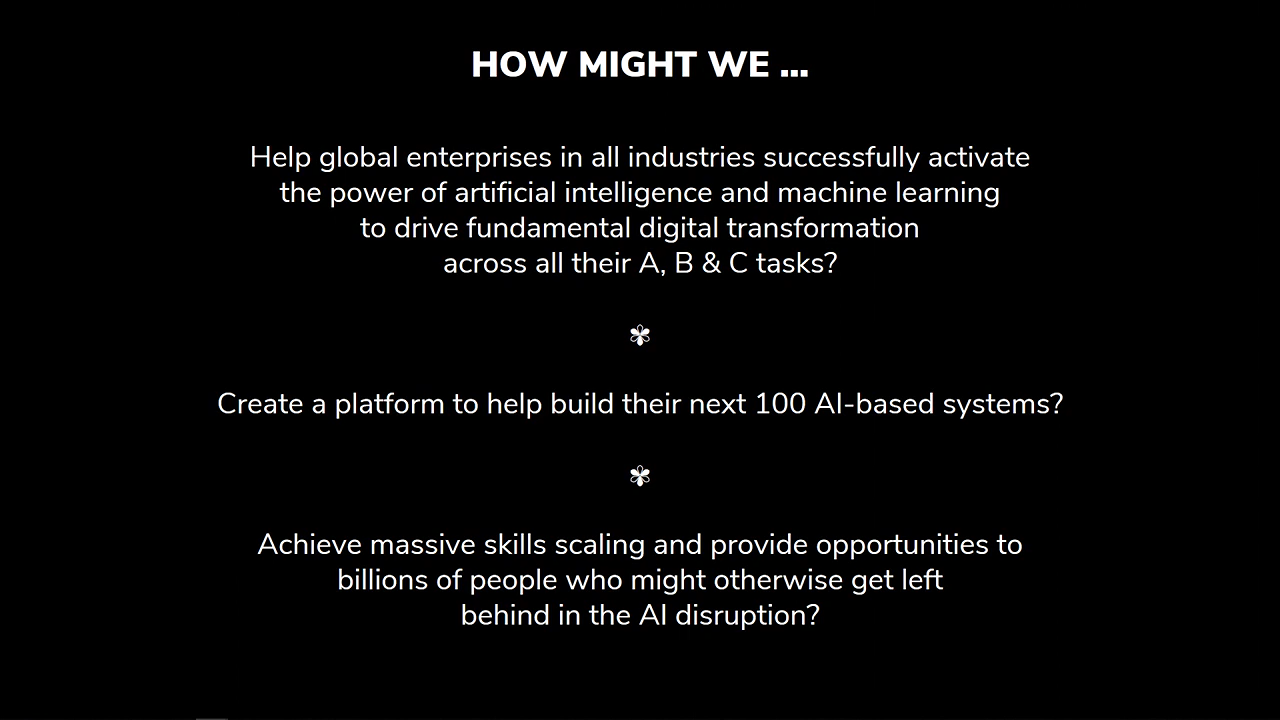 HOW MIGHT WE ...
Help global enterprises in all industries successfully activate
the power of artificial intelligence and machine learning
to drive fundamental digital transformation
across all their A, B & C tasks?
✾
Create a platform to help build their next 100 AI-based systems?
✾
Achieve massive skills scaling and provide opportunities to
billions of people who might otherwise get left
behind in the AI disruption?